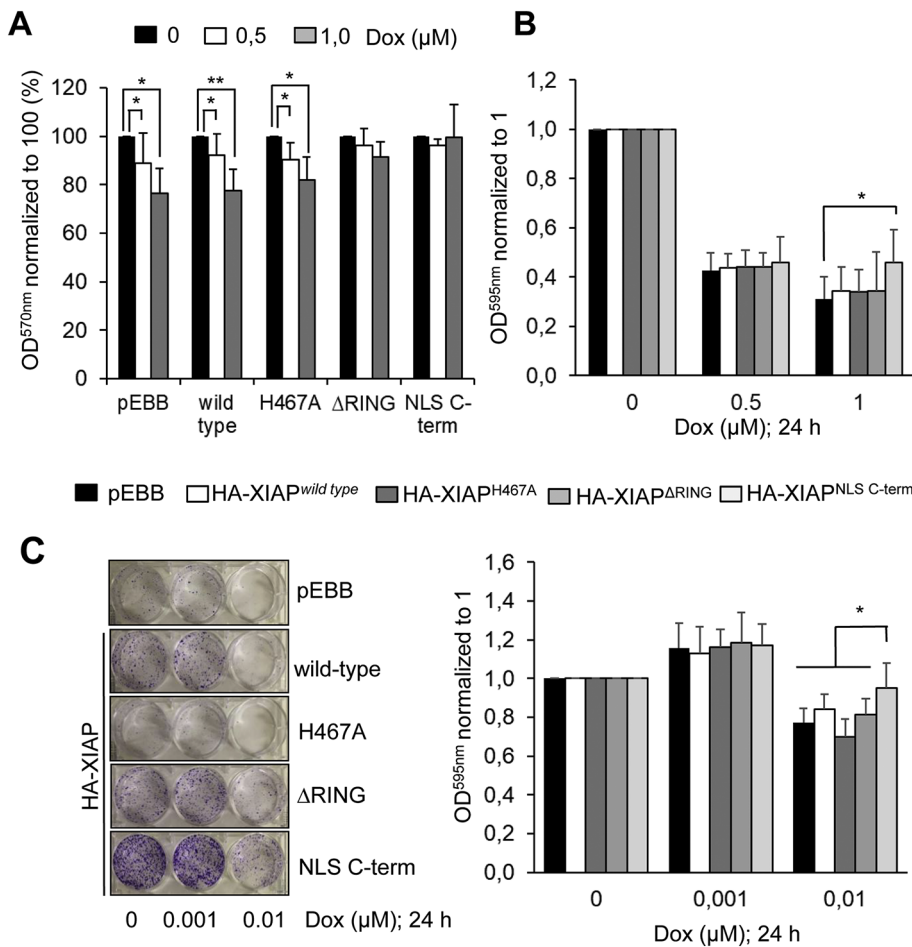 A
0 0,5 1,0 Dox (µM)
OD570nm normalized to 100 (%)
120
100
80
60
40
20
0
* * ** * * *
pEBB wild type H467A ΔRING NLS C-term
B
OD595nm normalized to 1
1,2
1,0
0,8
0,6
0,4
0,2
0,0
*
0 0.5 1
Dox (µM); 24 h
pEBB HA-XIAPwild type HA-XIAPH467A HA-XIAPΔRING HA-XIAPNLS C-term
C
HA-XIAP
pEBB
wild-type
H467A
ΔRING
NLS C-term
0 0.001 0.01 Dox (µM); 24 h
OD595nm normalized to 1
1,6
1,4
1,2
1,0
0,8
0,6
0,4
0,2
0,0
*
0 0,001 0,01
Dox (µM); 24 h